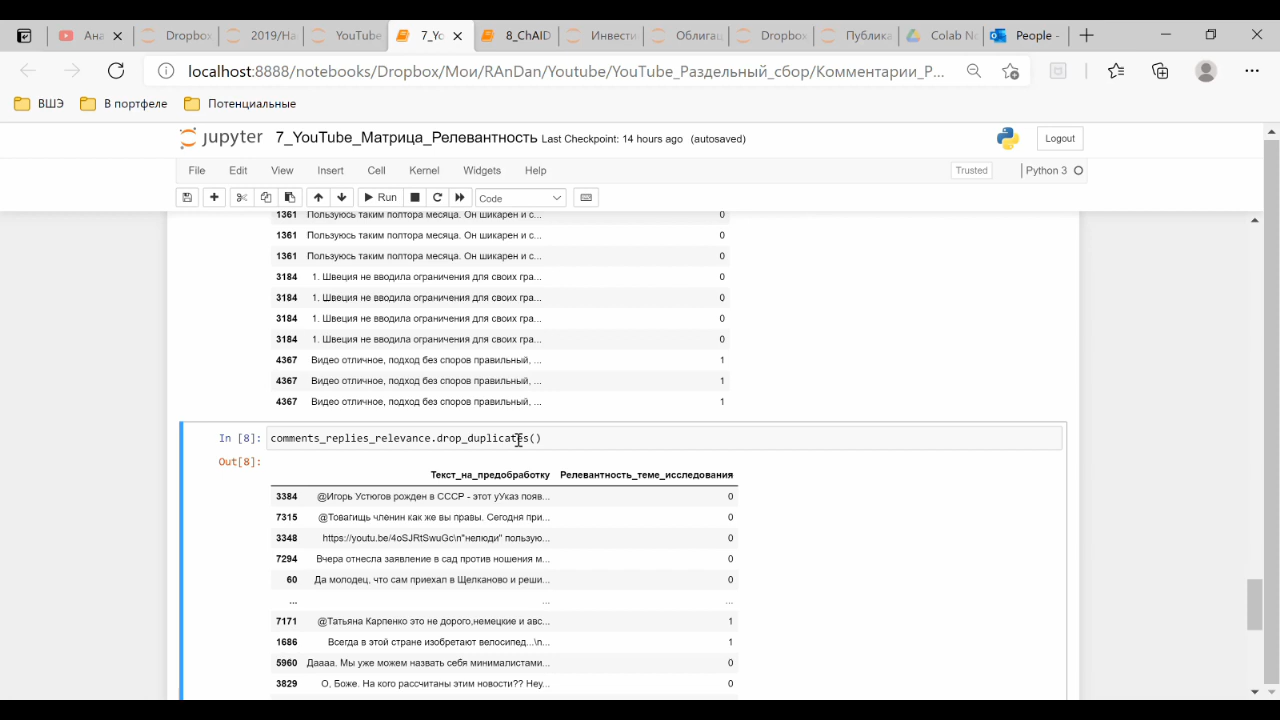 Ана
Dropbox
2019/На
YouTube
7_Yo
8_ChAID
Инвести
Облигац
Dropbox
Публика
Colab No
People -
localhost:8888/notebooks/Dropbox/Мои/RAnDan/Youtube/YouTube_Раздельный_сбор/Комментарии_Р...
ВШЭ
В портфеле
Потенциальные
jupyter 7_YouTube_Матрица_Релевантность Last Checkpoint: 14 hours ago (autosaved)
Logout
File Edit View Insert Cell Kernel Widgets Help
Trusted
Python 3
Run
Code
1361 Пользуюсь таким полтора месяца. Он шикарен и с... 0
1361 Пользуюсь таким полтора месяца. Он шикарен и с... 0
1361 Пользуюсь таким полтора месяца. Он шикарен и с... 0
3184 1. Швеция не вводила ограничения для своих гра... 0
3184 1. Швеция не вводила ограничения для своих гра... 0
3184 1. Швеция не вводила ограничения для своих гра... 0
3184 1. Швеция не вводила ограничения для своих гра... 0
4367 Видео отличное, подход без споров правильный, ... 1
4367 Видео отличное, подход без споров правильный, ... 1
4367 Видео отличное, подход без споров правильный, ... 1
In [8]: comments_replies_relevance.drop_duplicates()
Out[8]:
Текст_на_предобработку Релевантность_теме_исследования
3384 @Игорь Устюгов рожден в СССР - этот уУказ появ... 0
7315 @Товагищь членин как же вы правы. Сегодня при... 0
3348 https://youtu.be/4oSJRtSwuGc\n"нелюди" пользую... 0
7294 Вчера отнесла заявление в сад против ношения м... 0
60 Да молодец, что сам приехал в Щелканово и реши... 0
... ... ...
7171 @Татьяна Карпенко это не дорого,немецкие и авс... 1
1686 Всегда в этой стране изобретают велосипед...\n... 1
5960 Даааа. Мы уже можем назвать себя минималистами... 0
3829 О, Боже. На кого рассчитаны этим новости?? Неу... 0